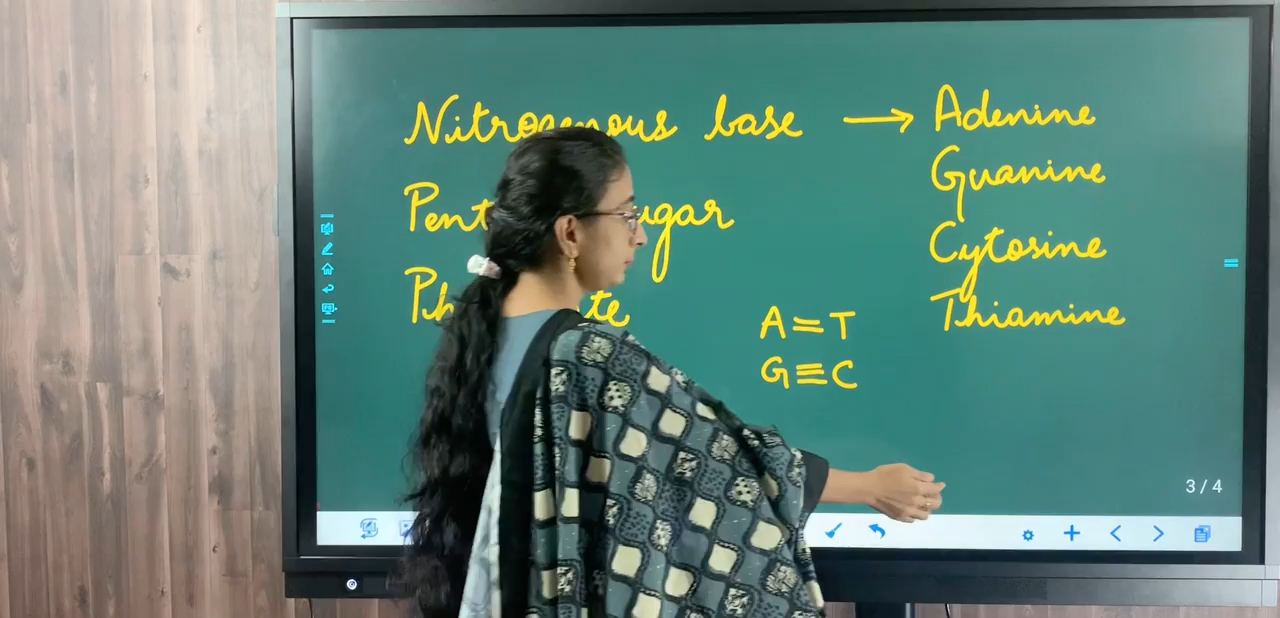 Nitrogenous base → Adenine
Guanine
Cytosine
Thiamine
A=T
G≡C
3/4